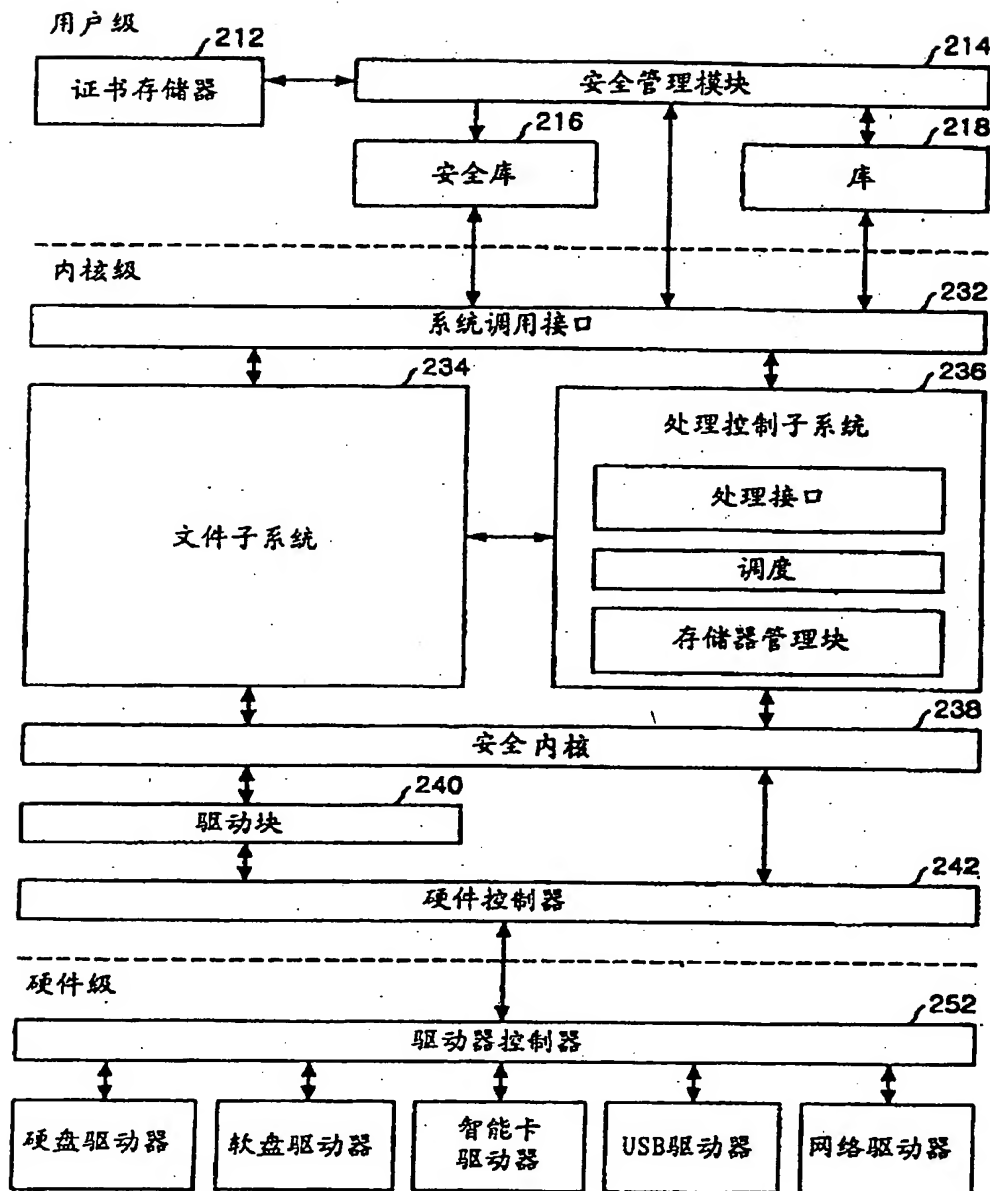 用户级
212
证书存储器
214
安全管理模块
216
安全库
218
库
内核级
232
系统调用接口
234
文件子系统
236
处理控制子系统
处理接口
调度
存储器管理块
238
安全内核
240
驱动块
242
硬件控制器
硬件级
252
驱动器控制器
硬盘驱动器
软盘驱动器
智能卡
驱动器
USB驱动器
网络驱动器